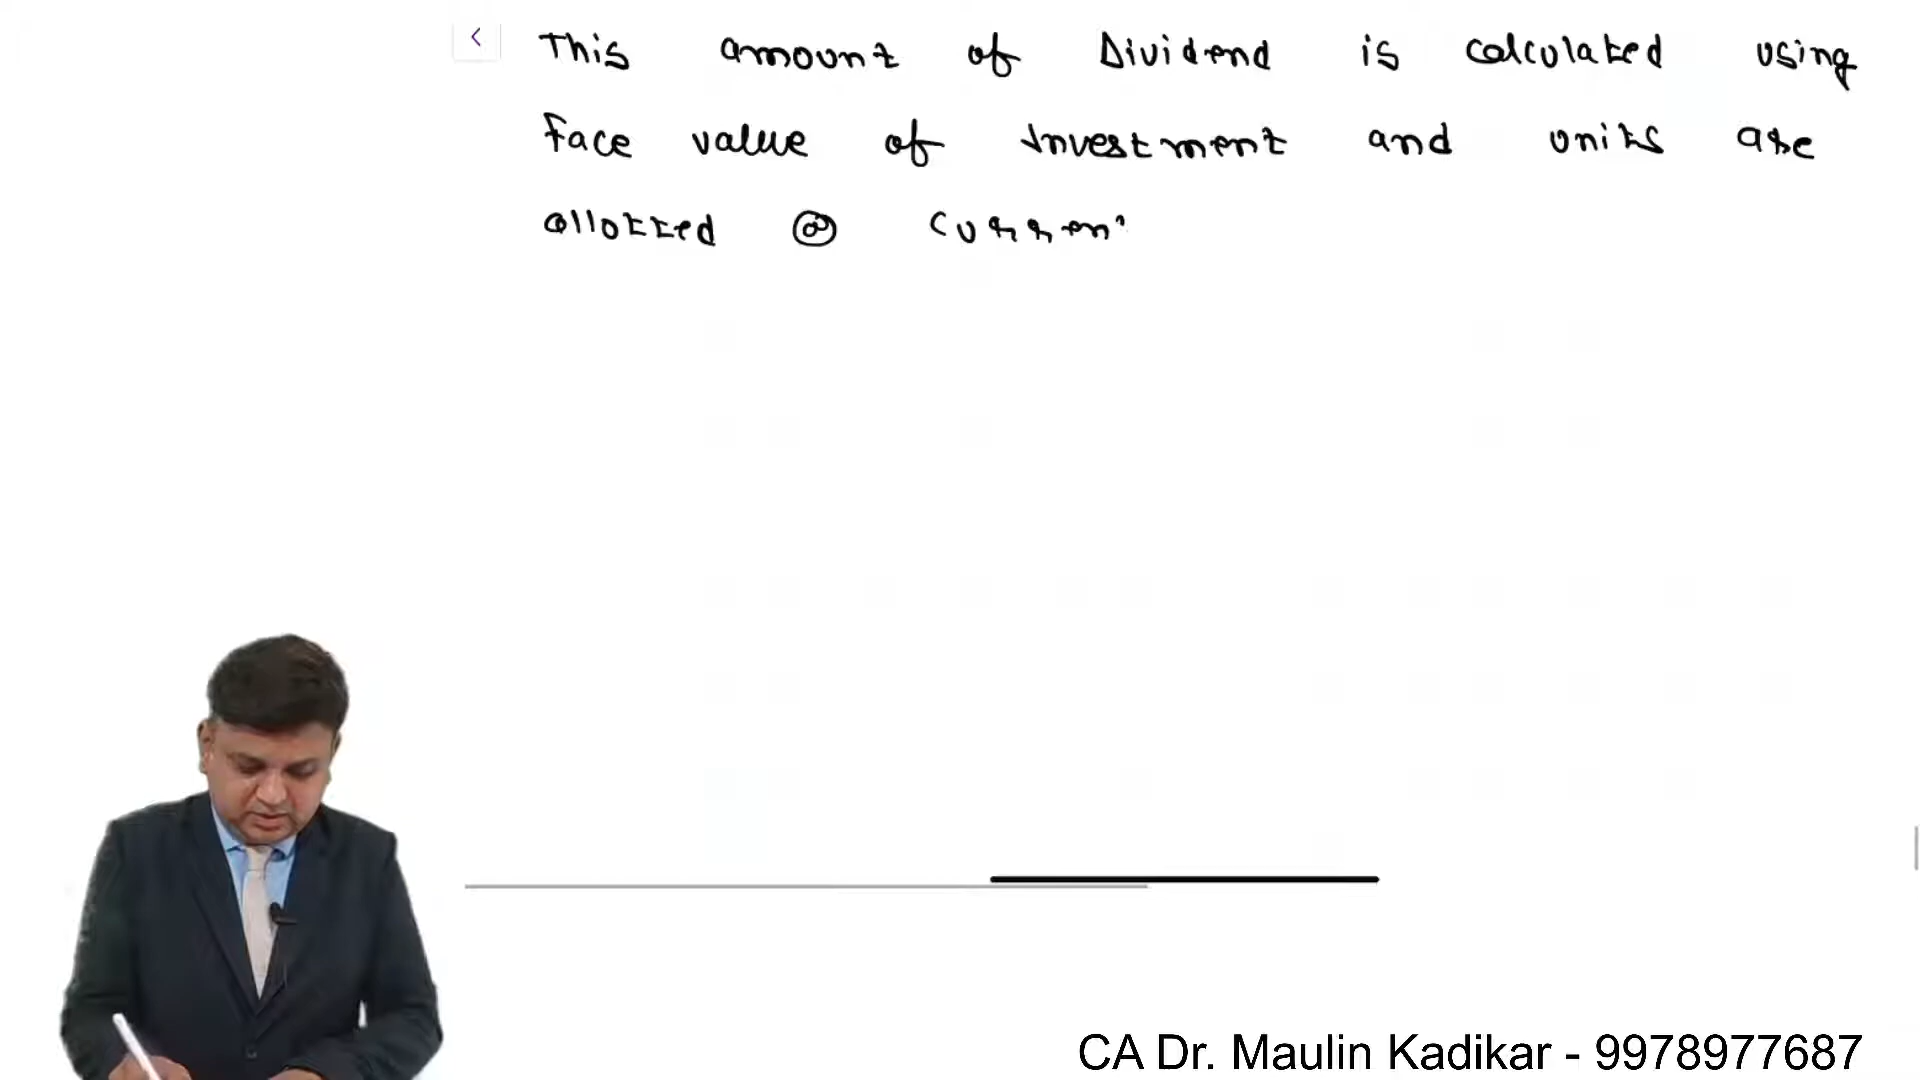 This amount of Dividend is calculated using
Face value of Investment and units are
allotted @ Curren
CA Dr. Maulin Kadikar - 9978977687